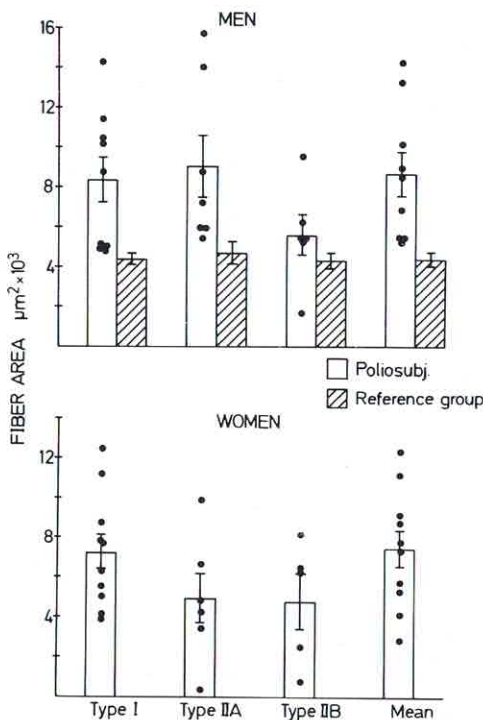 MEN
16
12
8
4
FIBER AREA μm² × 10³
Poliosubj.
Reference group
WOMEN
12
8
4
Type I Type IIA Type IIB Mean